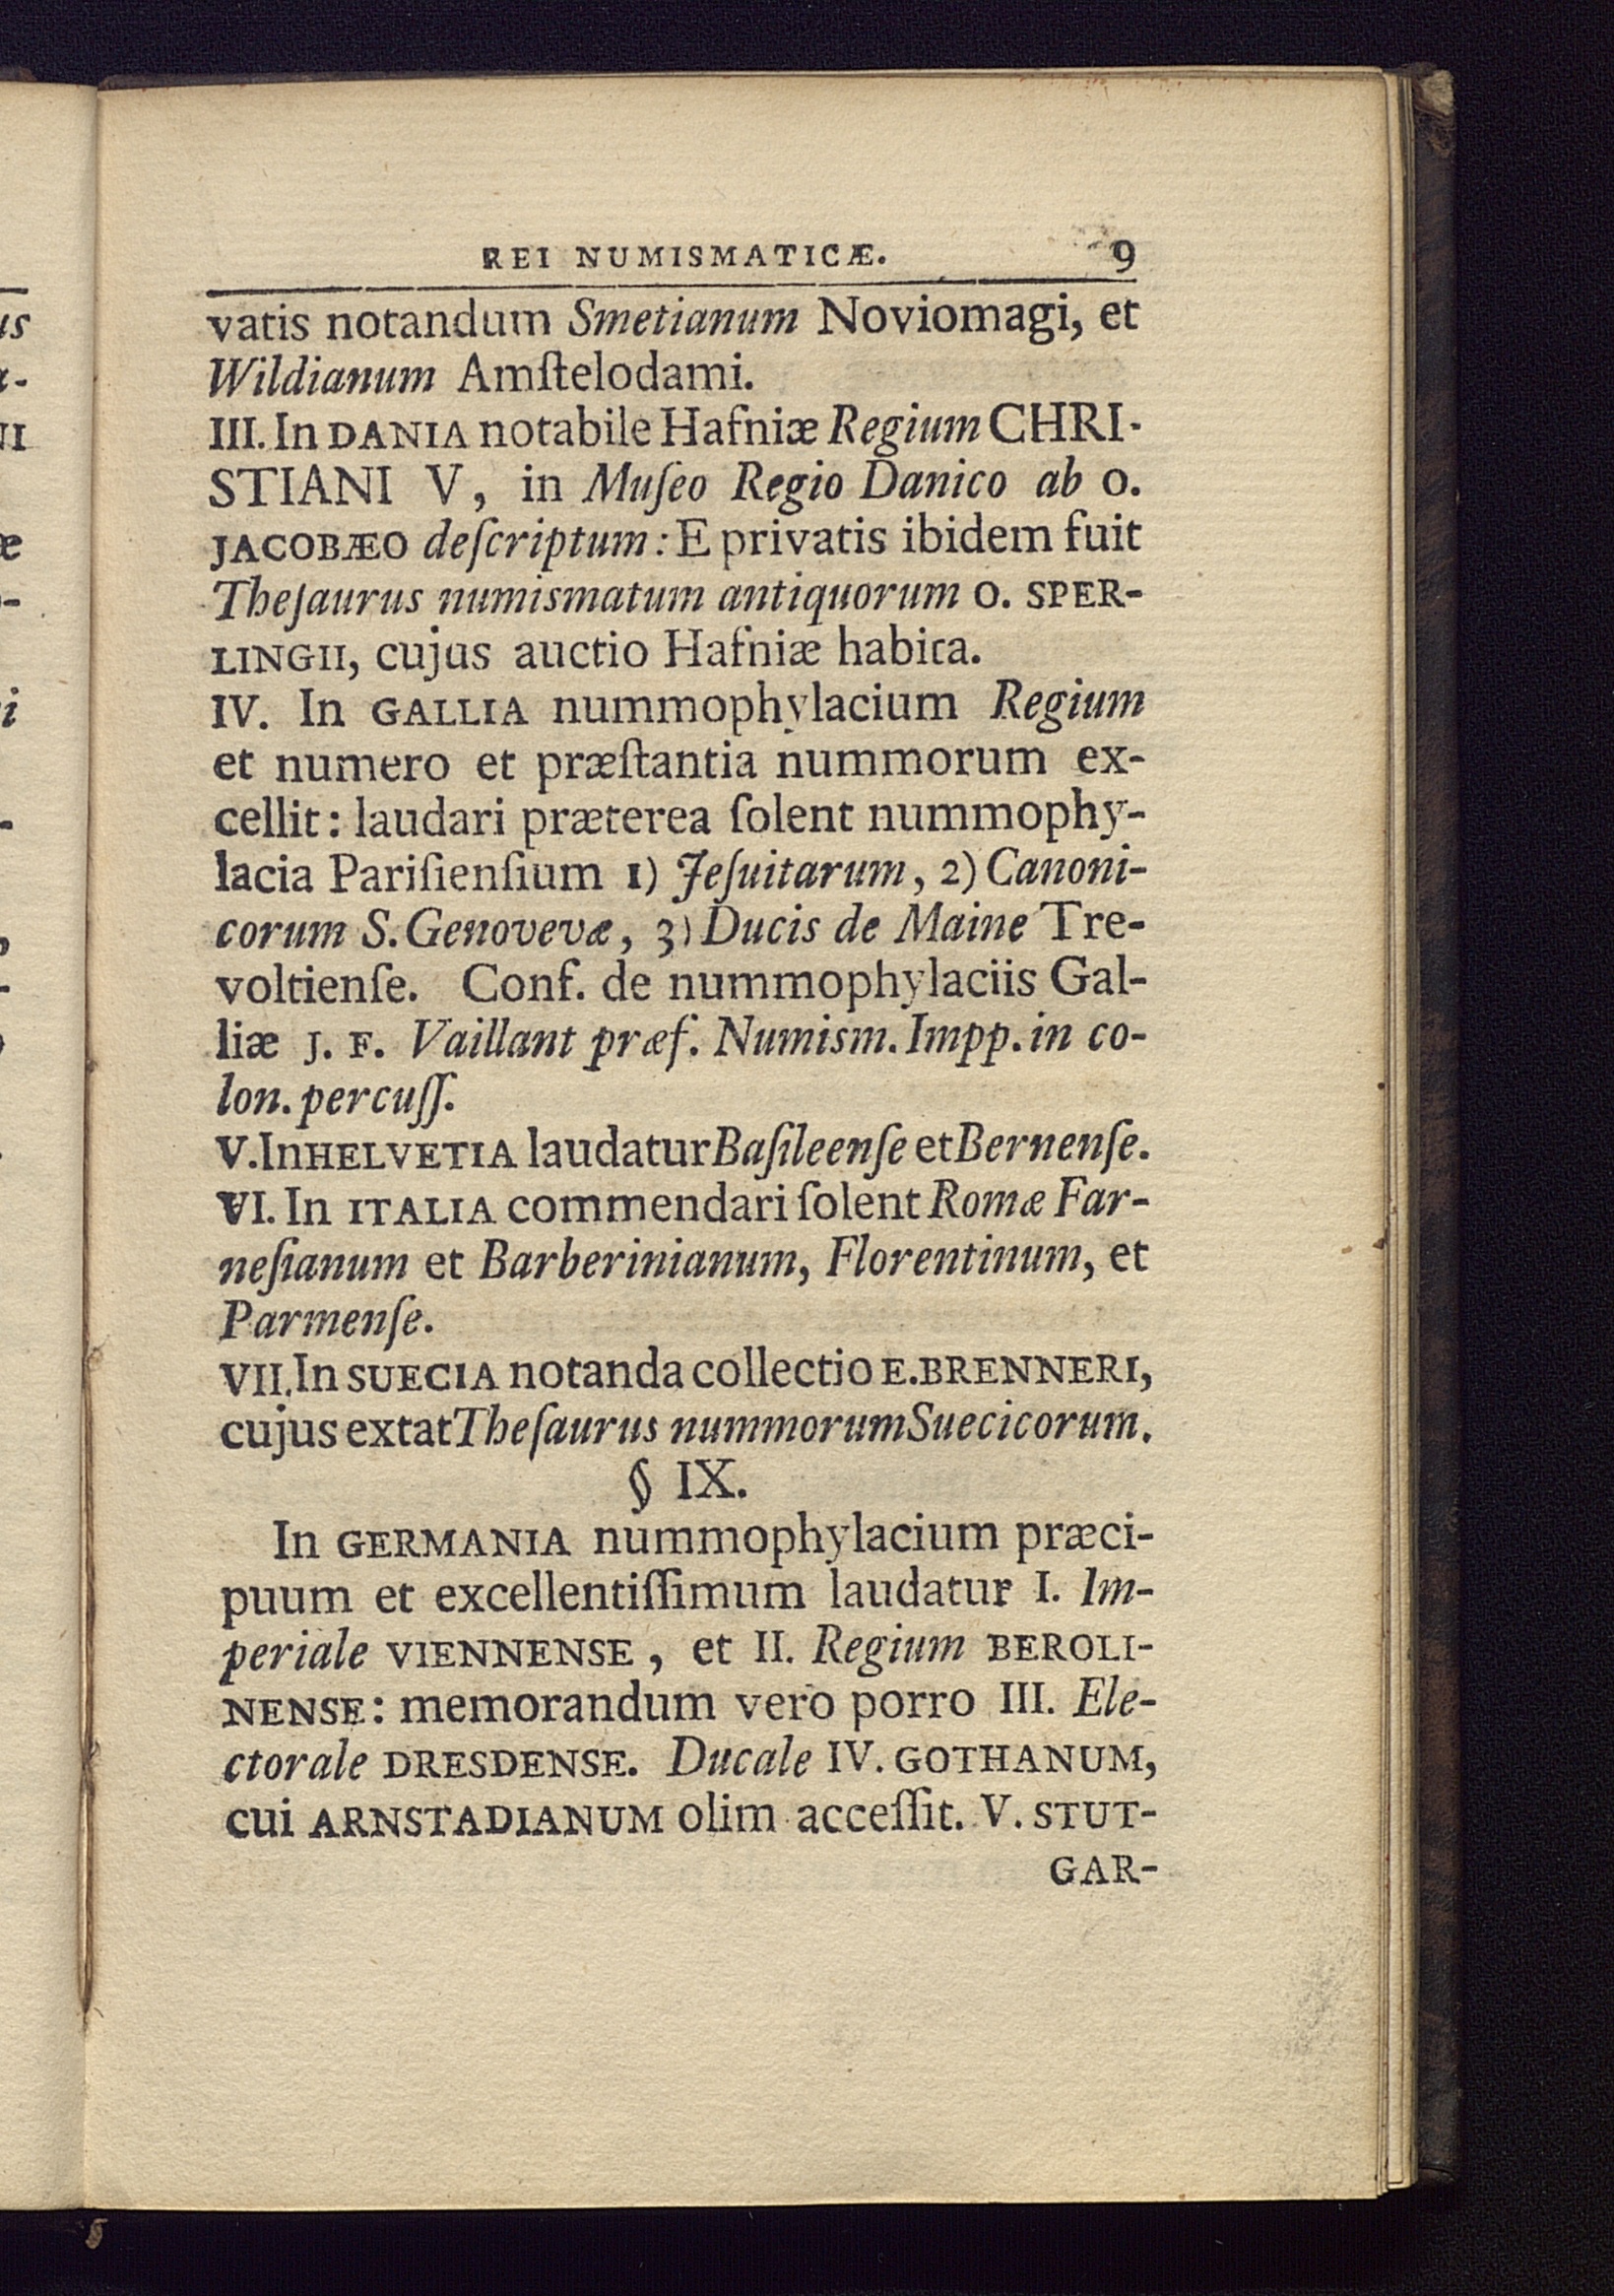 REI NUMISMATICÆ. 9
vatis notandum Smetianum Noviomagi, et
Wildianum Amſtelodami.
III. In DANIA notabile Hafniæ Regium CHRI-
STIANI V, in Muſeo Regio Danico ab O.
JACOBÆO deſcriptum: E privatis ibidem fuit
Theſaurus numismatum antiquorum O. SPER-
LINGII, cujus auctio Hafniæ habita.
IV. In GALLIA nummophylacium Regium
et numero et præſtantia nummorum ex-
cellit: laudari præterea ſolent nummophy-
lacia Pariſienſium 1) Jeſuitarum, 2) Canoni-
corum S. Genovevæ, 3) Ducis de Maine Tre-
voltienſe. Conf. de nummophylaciis Gal-
liæ J. F. Vaillant præf. Numism. Impp. in co-
lon. percuſſ.
V. In HELVETIA laudatur Baſileenſe et Bernenſe.
VI. In ITALIA commendari ſolent Romæ Far-
neſianum et Barberinianum, Florentinum, et
Parmenſe.
VII. In SUECIA notanda collectio E. BRENNERI,
cujus extat Theſaurus nummorum Suecicorum.
§ IX.
In GERMANIA nummophylacium præci-
puum et excellentiſſimum laudatur I. Im-
periale VIENNENSE, et II. Regium BEROLI-
NENSE: memorandum vero porro III. Ele-
ctorale DRESDENSE. Ducale IV. GOTHANUM,
cui ARNSTADIANUM olim acceſſit. V. STUT-
GAR-